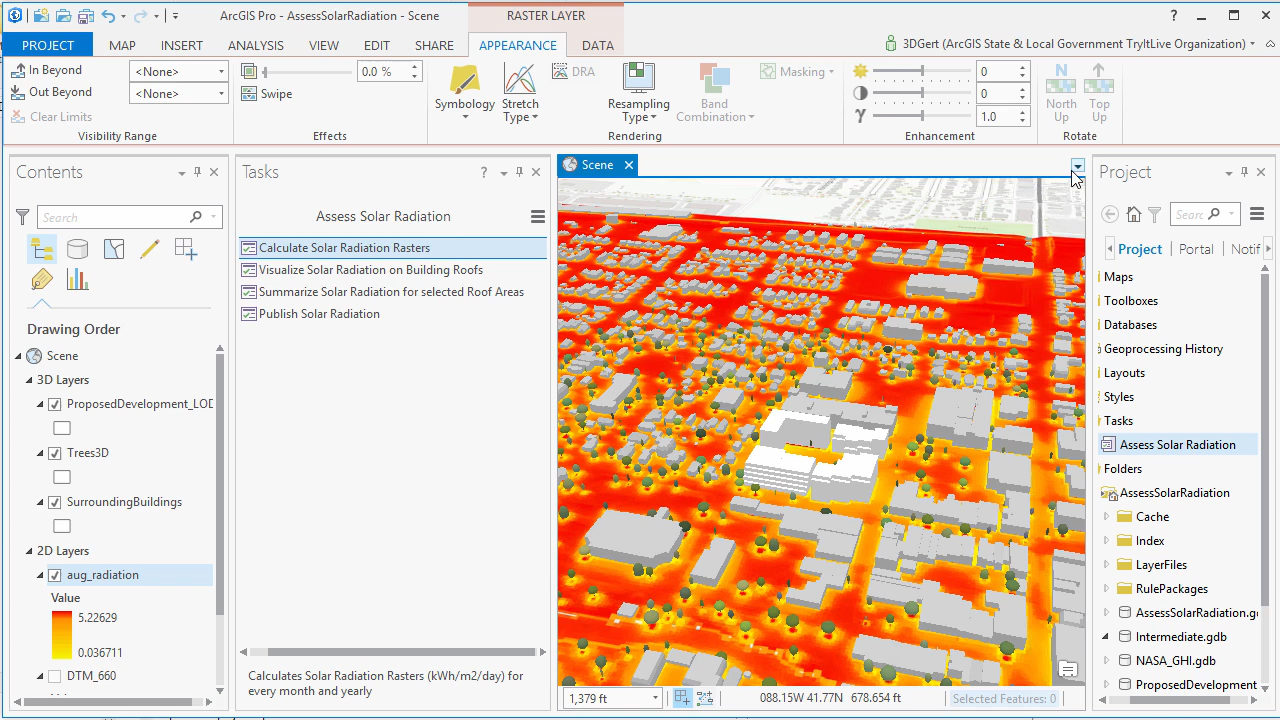 ArcGIS Pro - AssessSolarRadiation - Scene
RASTER LAYER
?
PROJECT MAP INSERT ANALYSIS VIEW EDIT SHARE APPEARANCE DATA
3DGert (ArcGIS State & Local Government TryItLive Organization)
In Beyond <None>
Out Beyond <None>
Clear Limits
Visibility Range
0.0 %
Swipe
Effects
Symbology
Stretch Type
DRA
Resampling Type
Band Combination
Masking
Rendering
0
0
γ 1.0
Enhancement
N
North Up
Top Up
Rotate
Contents
Search
Drawing Order
Scene
3D Layers
ProposedDevelopment_LOD
Trees3D
SurroundingBuildings
2D Layers
aug_radiation
Value
5.22629
0.036711
DTM_660
Tasks
?
Assess Solar Radiation
Calculate Solar Radiation Rasters
Visualize Solar Radiation on Building Roofs
Summarize Solar Radiation for selected Roof Areas
Publish Solar Radiation
Calculates Solar Radiation Rasters (kWh/m2/day) for
every month and yearly
Scene
1,379 ft
088.15W 41.77N 678.654 ft
Selected Features: 0
Project
Searc
Project Portal Notif
Maps
Toolboxes
Databases
Geoprocessing History
Layouts
Styles
Tasks
Assess Solar Radiation
Folders
AssessSolarRadiation
Cache
Index
LayerFiles
RulePackages
AssessSolarRadiation.g
Intermediate.gdb
NASA_GHI.gdb
ProposedDevelopment